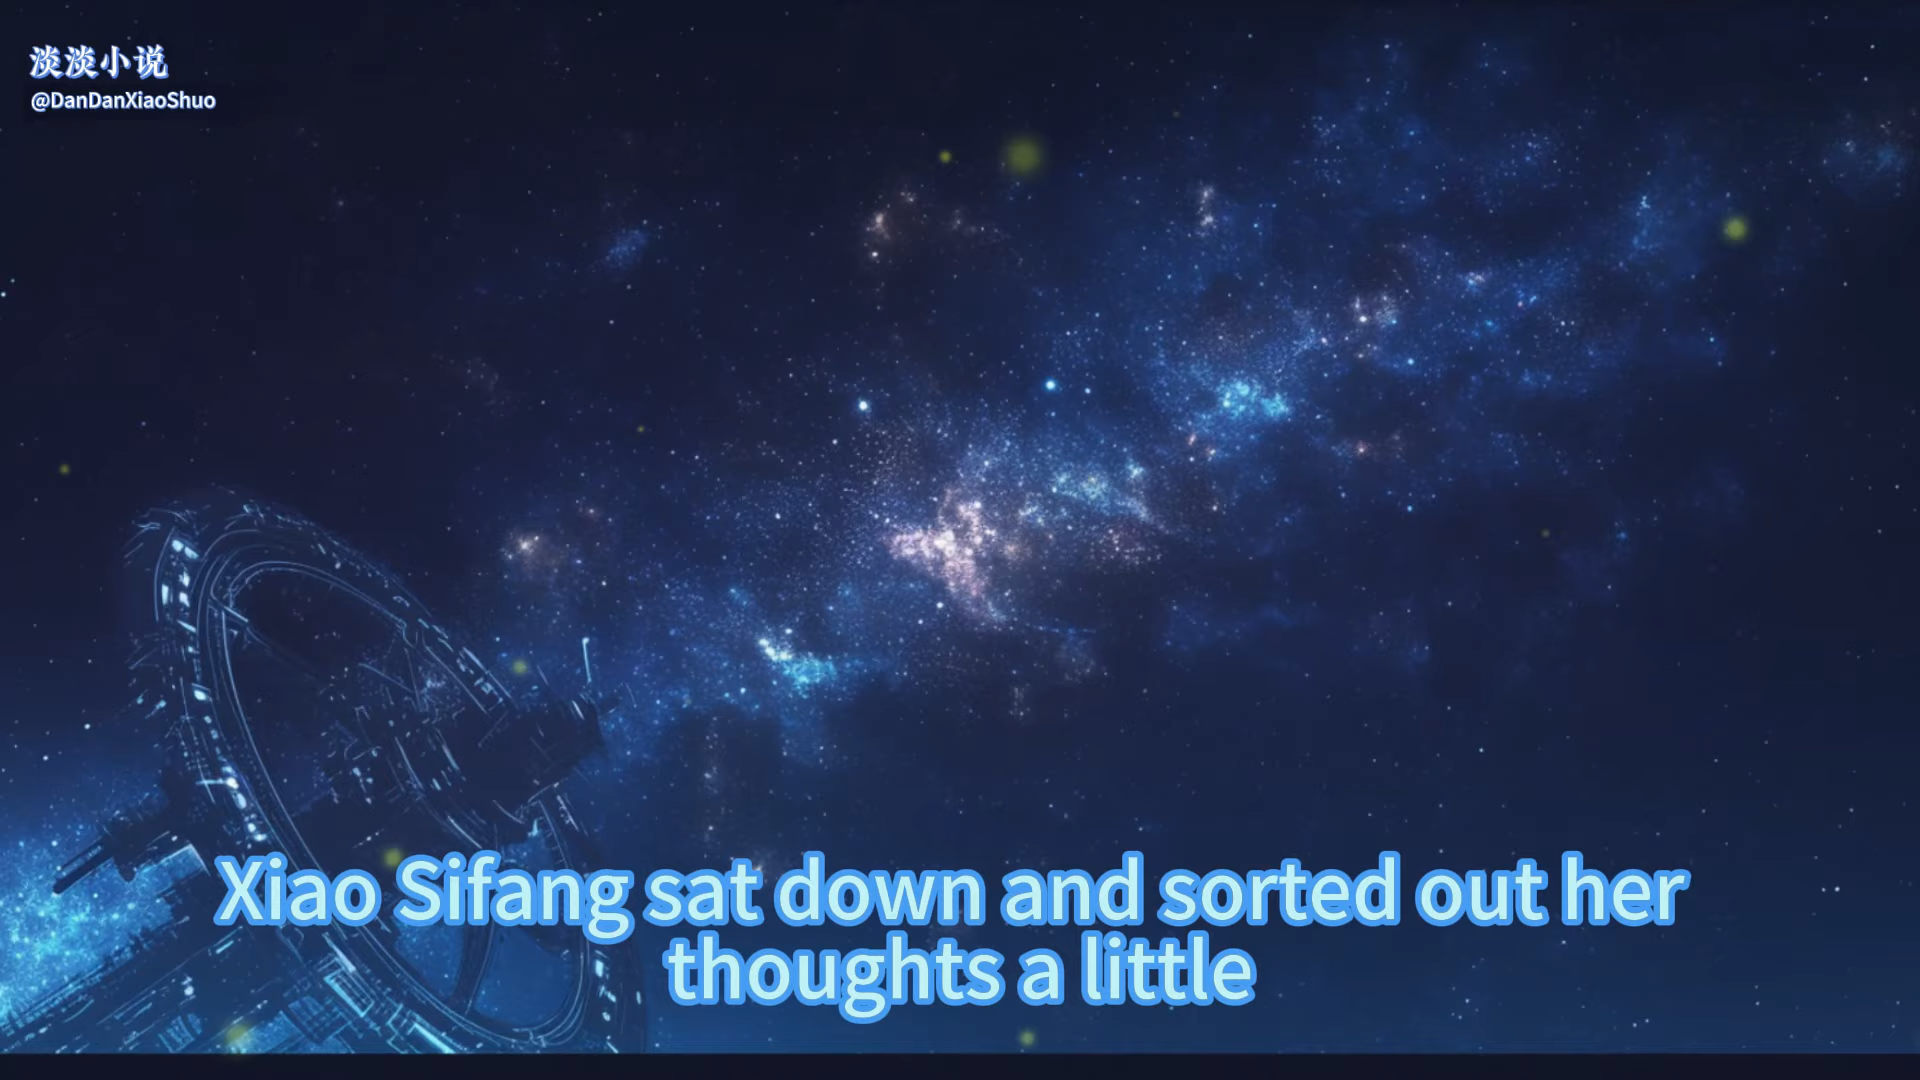 淡淡小说
@DanDanXiaoShuo
Xiao Sifang sat down and sorted out her
thoughts a little